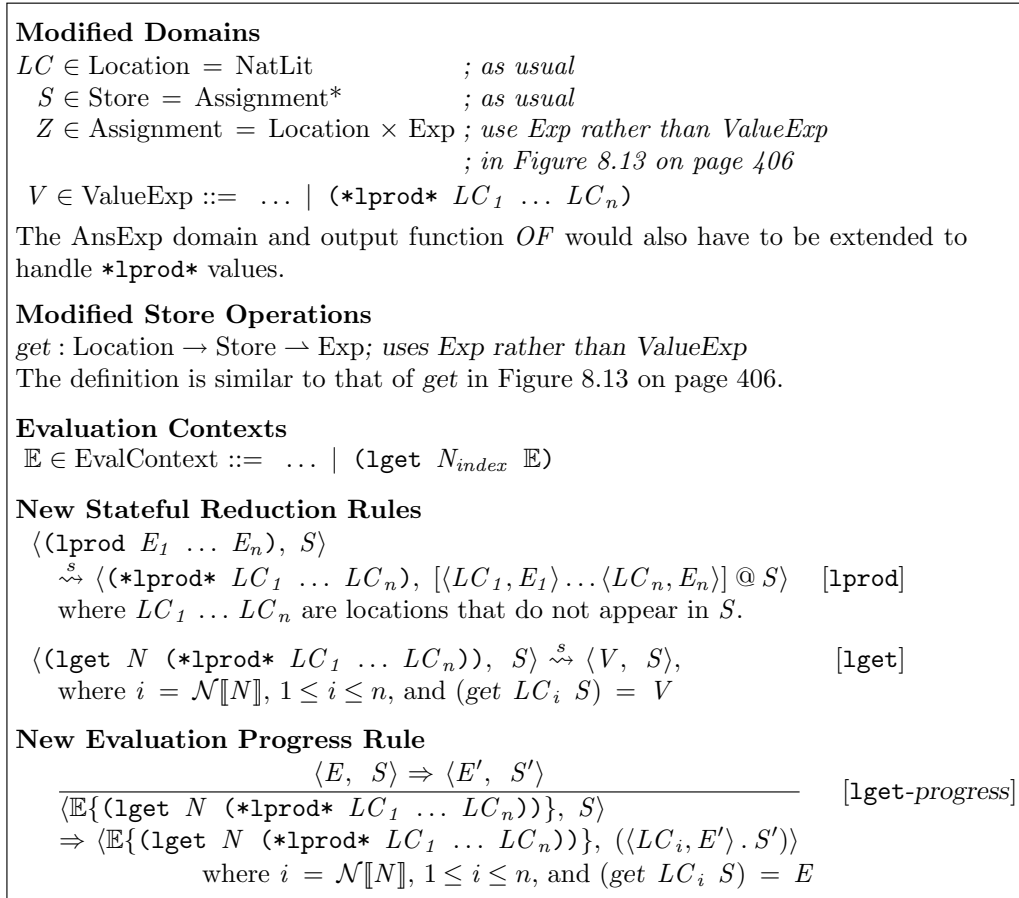 Modified Domains
LC ∈ Location = NatLit ; as usual
S ∈ Store = Assignment* ; as usual
Z ∈ Assignment = Location × Exp ; use Exp rather than ValueExp
; in Figure 8.13 on page 406
V ∈ ValueExp ::= … | (*lprod* LC₁ … LCₙ)
The AnsExp domain and output function OF would also have to be extended to
handle *lprod* values.
Modified Store Operations
get : Location → Store ⇀ Exp; uses Exp rather than ValueExp
The definition is similar to that of get in Figure 8.13 on page 406.
Evaluation Contexts
𝔼 ∈ EvalContext ::= … | (lget N_index 𝔼)
New Stateful Reduction Rules
⟨(lprod E₁ … Eₙ), S⟩
⇝ˢ ⟨(*lprod* LC₁ … LCₙ), [⟨LC₁, E₁⟩ … ⟨LCₙ, Eₙ⟩] @ S⟩ [lprod]
where LC₁ … LCₙ are locations that do not appear in S.
⟨(lget N (*lprod* LC₁ … LCₙ)), S⟩ ⇝ˢ ⟨V, S⟩, [lget]
where i = 𝒩⟦N⟧, 1 ≤ i ≤ n, and (get LCᵢ S) = V
New Evaluation Progress Rule
⟨E, S⟩ ⇒ ⟨E′, S′⟩
⟨𝔼{(lget N (*lprod* LC₁ … LCₙ))}, S⟩ [lget-progress]
⇒ ⟨𝔼{(lget N (*lprod* LC₁ … LCₙ))}, (⟨LCᵢ, E′⟩ . S′)⟩
where i = 𝒩⟦N⟧, 1 ≤ i ≤ n, and (get LCᵢ S) = E